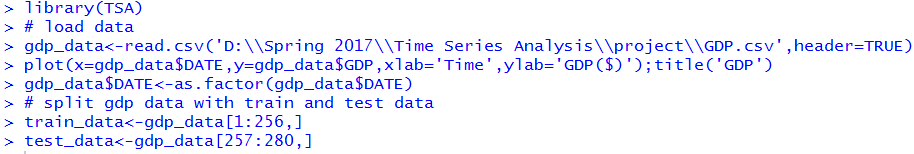 > library(TSA)
> # load data
> gdp_data<-read.csv('D:\\Spring 2017\\Time Series Analysis\\project\\GDP.csv',header=TRUE)
> plot(x=gdp_data$DATE,y=gdp_data$GDP,xlab='Time',ylab='GDP($)');title('GDP')
> gdp_data$DATE<-as.factor(gdp_data$DATE)
> # split gdp data with train and test data
> train_data<-gdp_data[1:256,]
> test_data<-gdp_data[257:280,]